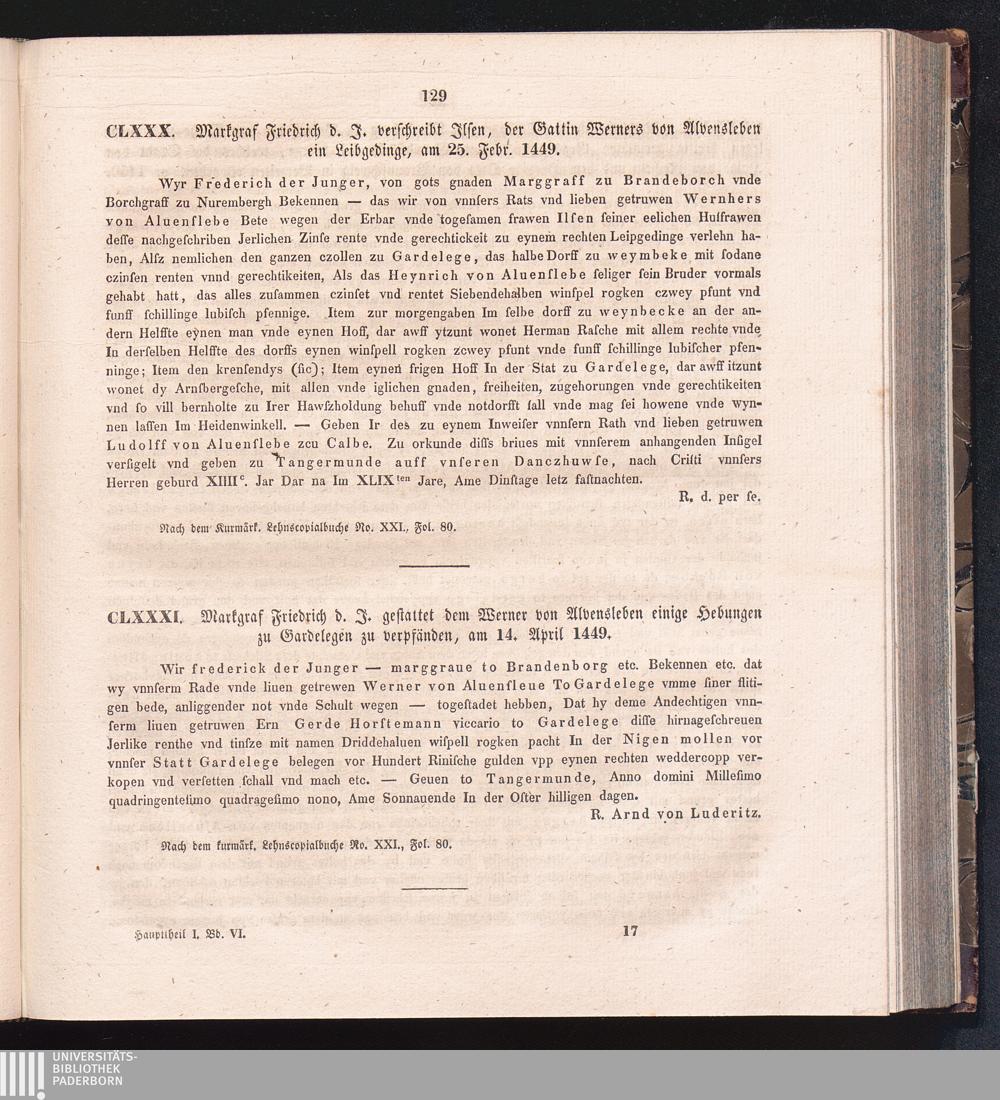 129
CLXXX. Markgraf Friedrich d. J. verſchreibt Ilſen, der Gattin Werners von Alvensleben
ein Leibgedinge, am 25. Febr. 1449.
Wyr Frederich der Junger, von gots gnaden Marggraff zu Brandeborch vnde
Borchgraff zu Nurembergh Bekennen — das wir von vnnſers Rats vnd lieben getruwen Wernhers
von Aluenſlebe Bete wegen der Erbar vnde togeſamen frawen Ilſen ſeiner eelichen Huſfrawen
deſſe nachgeſchriben Jerlichen Zinſe rente vnde gerechtickeit zu eynem rechten Leipgedinge verlehn ha-
ben, Alſz nemlichen den ganzen czollen zu Gardelege, das halbe Dorff zu weymbeke mit ſodane
czinſen renten vnnd gerechtikeiten, Als das Heynrich von Aluenſlebe ſeliger ſein Bruder vormals
gehabt hatt, das alles zuſammen czinſet vnd rentet Siebendehalben winſpel rogken czwey pfunt vnd
funff ſchillinge lubiſch pfennige. Item zur morgengaben Im ſelbe dorff zu weynbecke an der an-
dern Helffte eynen man vnde eynen Hoff, dar awff ytzunt wonet Herman Raſche mit allem rechte vnde
In derſelben Helffte des dorffs eynen winſpell rogken zcwey pfunt vnde funff ſchillinge lubiſcher pfen-
ninge; Item den krenſendys (ſic); Item eynen frigen Hoff In der Stat zu Gardelege, dar awff itzunt
wonet dy Arnſbergeſche, mit allen vnde iglichen gnaden, freiheiten, zugehorungen vnde gerechtikeiten
vnd ſo vill bernholte zu Irer Hawſzholdung behuff vnde notdorfft ſall vnde mag ſei howene vnde wyn-
nen laſſen Im Heidenwinkell. — Geben Ir des zu eynem Inweiſer vnnſern Rath vnd lieben getruwen
Ludolff von Aluenſlebe zcu Calbe. Zu orkunde diſſs briues mit vnnſerem anhangenden Inſigel
verſigelt vnd geben zu Tangermunde auff vnſeren Danczhuwſe, nach Criſti vnnſers
Herren geburd XIIIIc. Jar Dar na Im XLIXten Jare, Ame Dinſtage letz faſtnachten.
R. d. per ſe.
Nach dem Kurmärk. Lehnscopialbuche No. XXI., Fol. 80.
CLXXXI. Markgraf Friedrich d. J. geſtattet dem Werner von Alvensleben einige Hebungen
zu Gardelegen zu verpfänden, am 14. April 1449.
Wir frederick der Junger — marggraue to Brandenborg etc. Bekennen etc. dat
wy vnnſerm Rade vnde liuen getrewen Werner von Aluenſleue To Gardelege vmme ſiner fliti-
gen bede, anliggender not vnde Schult wegen — togeſtadet hebben, Dat hy deme Andechtigen vnn-
ſerm liuen getruwen Ern Gerde Horſtemann viccario to Gardelege diſſe hirnageſchreuen
Jerlike renthe vnd tinſze mit namen Driddehaluen wiſpell rogken pacht In der Nigen mollen vor
vnnſer Statt Gardelege belegen vor Hundert Riniſche gulden vpp eynen rechten weddercopp ver-
kopen vnd verſetten ſchall vnd mach etc. — Geuen to Tangermunde, Anno domini Milleſimo
quadringenteſimo quadrageſimo nono, Ame Sonnauende In der Oſter hilligen dagen.
R. Arnd von Luderitz.
Nach dem kurmärk. Lehnscopialbuche No. XXI., Fol. 80.
Haupttheil I. Bd. VI.
17
UNIVERSITÄTS-
BIBLIOTHEK
PADERBORN